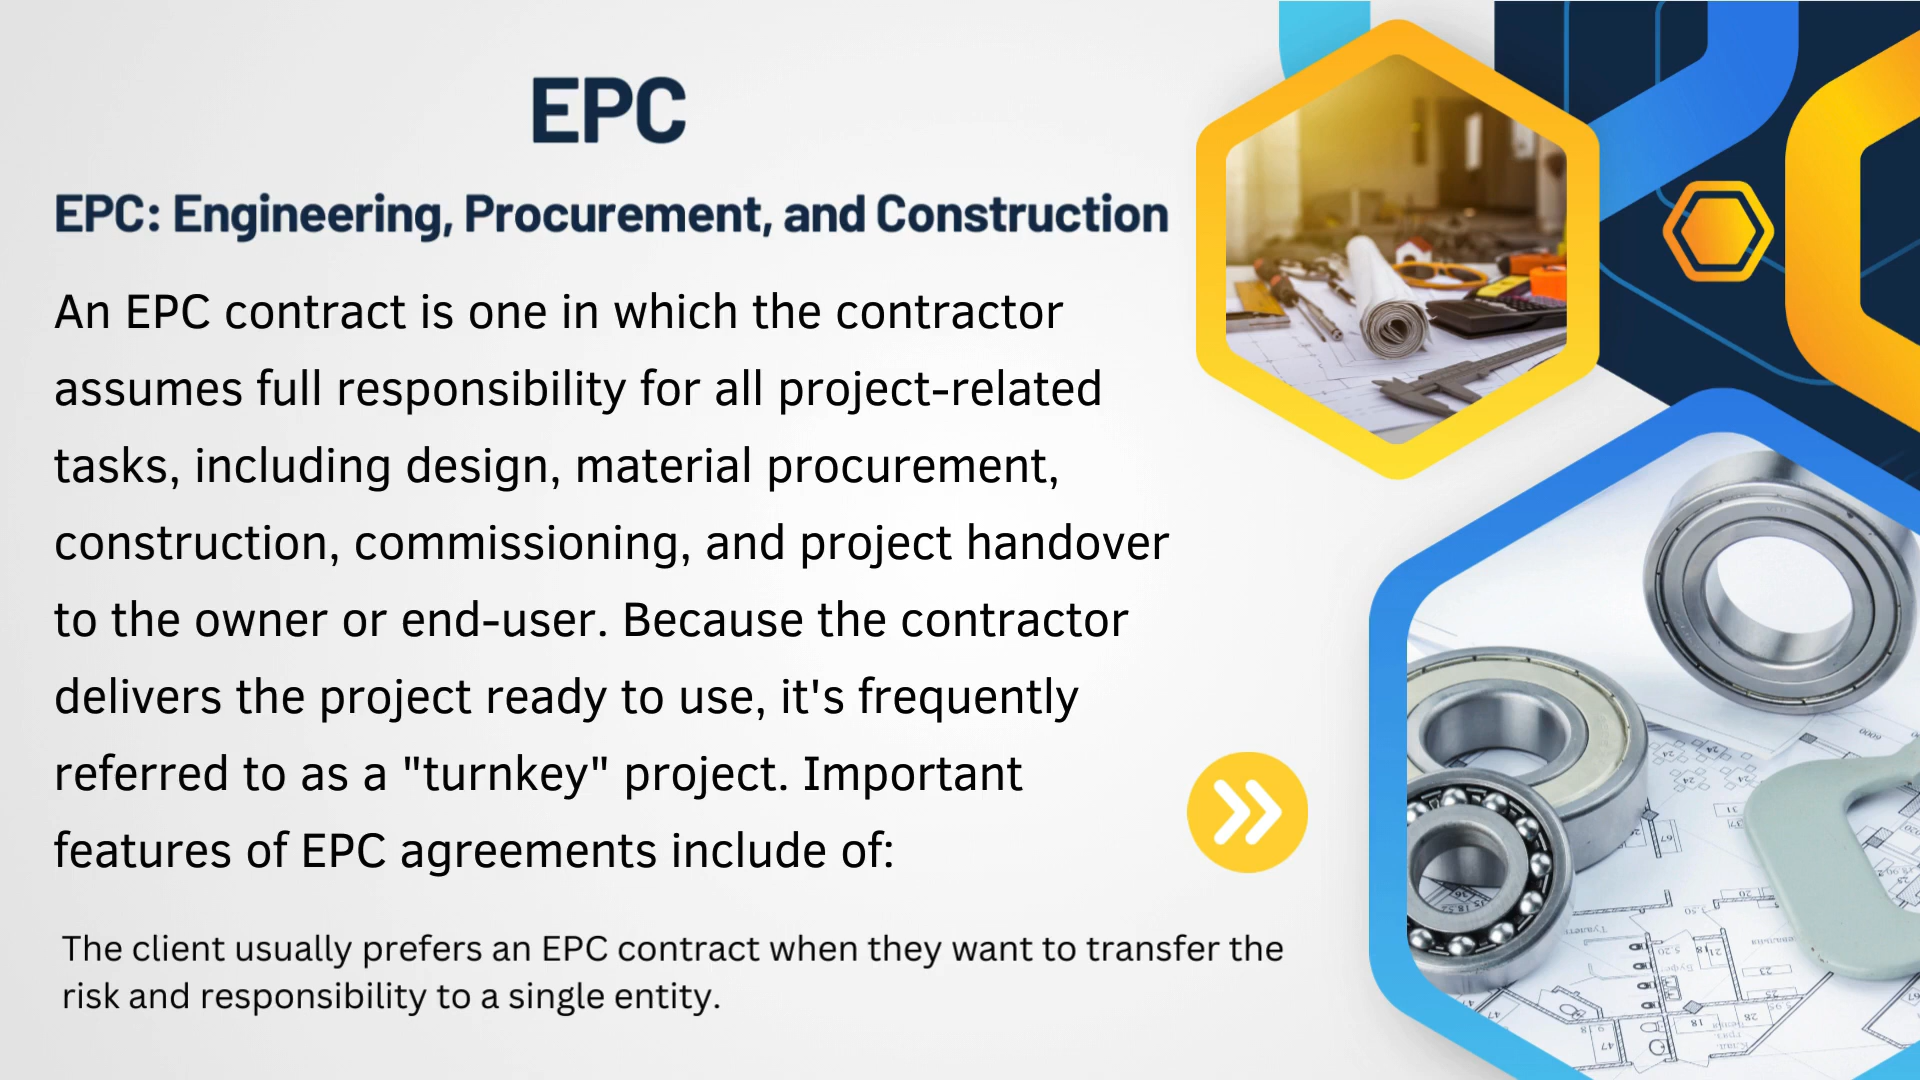 EPC
EPC: Engineering, Procurement, and Construction
An EPC contract is one in which the contractor
assumes full responsibility for all project-related
tasks, including design, material procurement,
construction, commissioning, and project handover
to the owner or end-user. Because the contractor
delivers the project ready to use, it's frequently
referred to as a "turnkey" project. Important
features of EPC agreements include of:
The client usually prefers an EPC contract when they want to transfer the
risk and responsibility to a single entity.